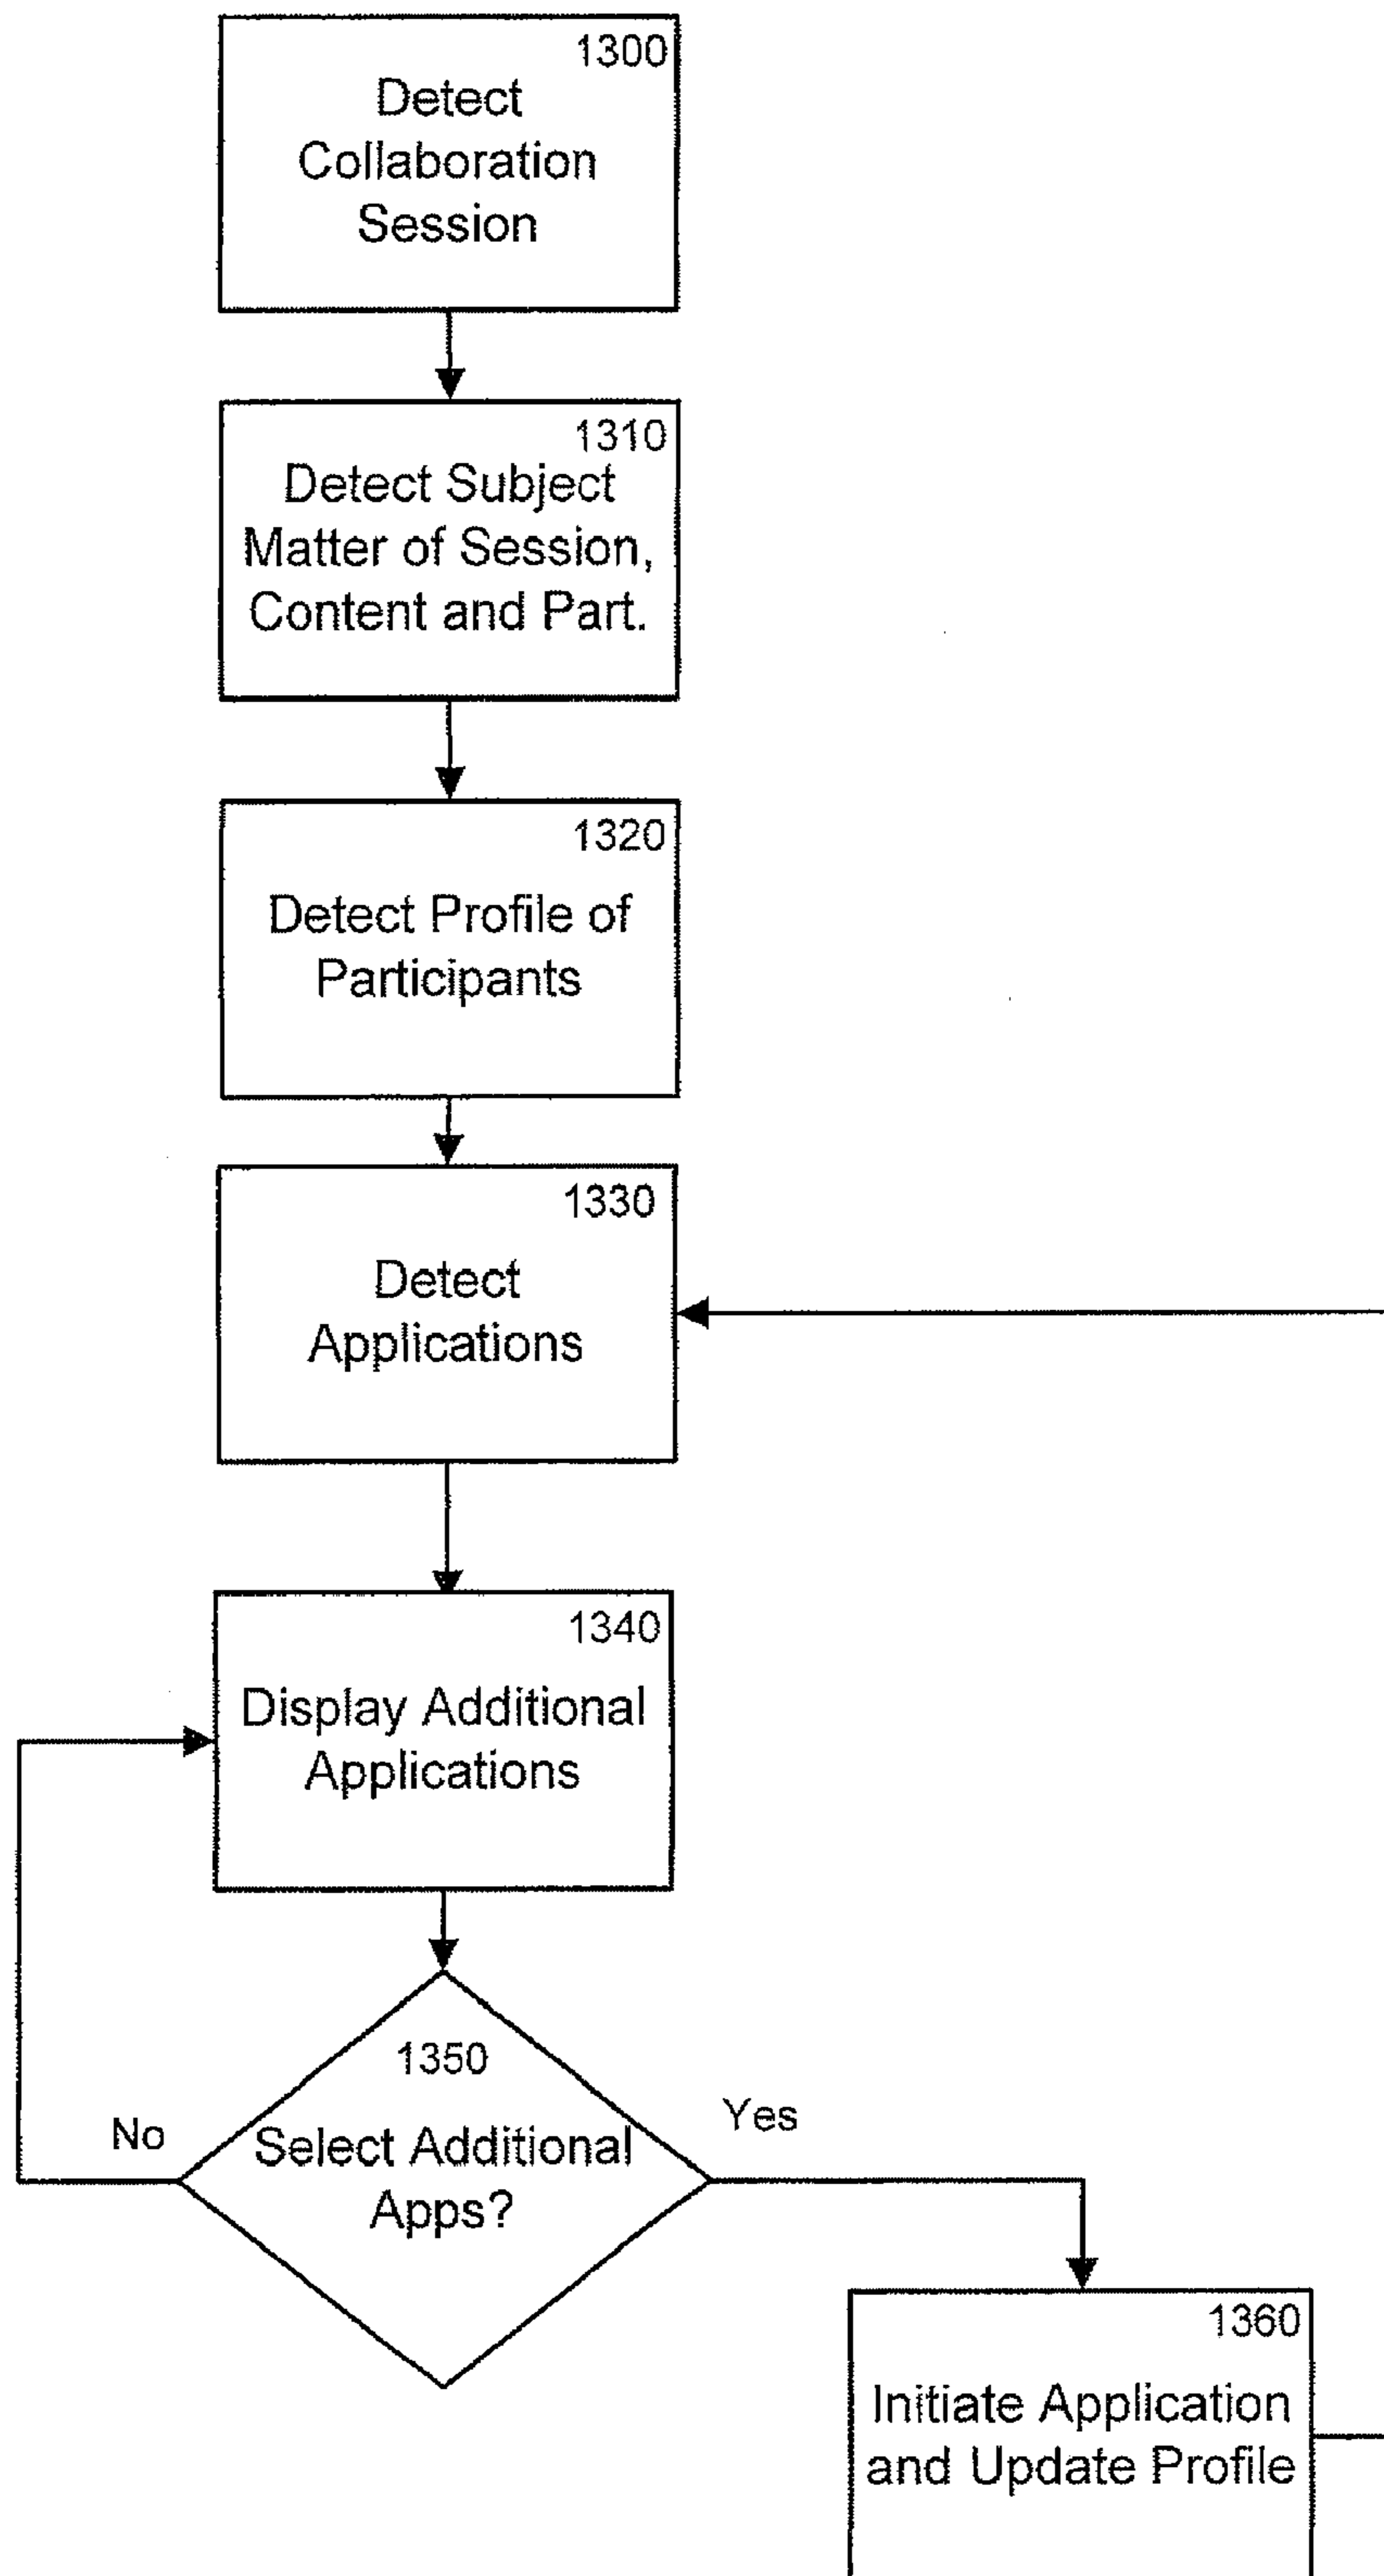 1300
Detect
Collaboration
Session
1310
Detect Subject
Matter of Session,
Content and Part.
1320
Detect Profile of
Participants
1330
Detect
Applications
1340
Display Additional
Applications
1350
No
Yes
Select Additional
Apps?
1360
Initiate Application
and Update Profile